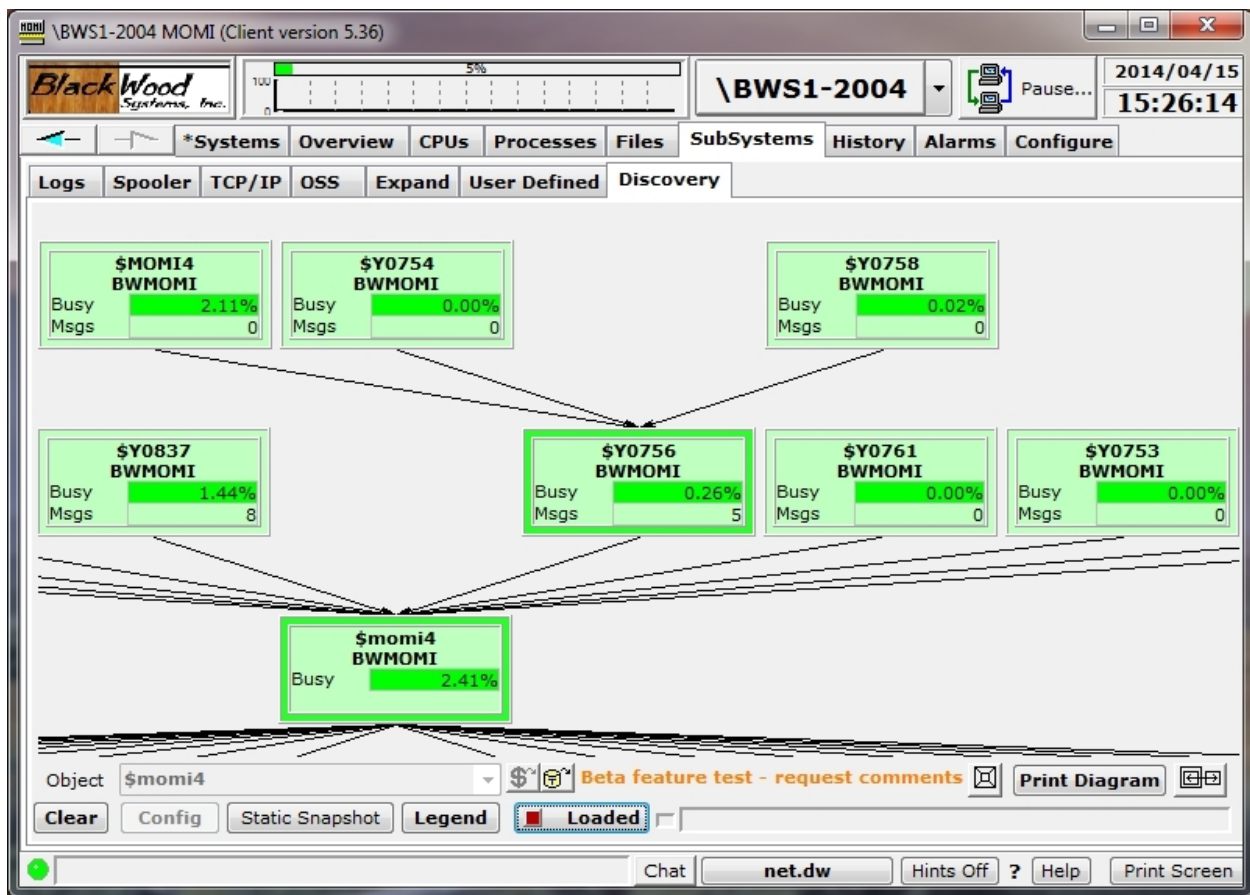 \BWS1-2004 MOMI (Client version 5.36)
BlackWood Systems, Inc.
100
0
5%
\BWS1-2004
Pause...
2014/04/15
15:26:14
*Systems Overview CPUs Processes Files SubSystems History Alarms Configure
Logs Spooler TCP/IP OSS Expand User Defined Discovery
$MOMI4
BWMOMI
Busy 2.11%
Msgs 0
$Y0754
BWMOMI
Busy 0.00%
Msgs 0
$Y0758
BWMOMI
Busy 0.02%
Msgs 0
$Y0837
BWMOMI
Busy 1.44%
Msgs 8
$Y0756
BWMOMI
Busy 0.26%
Msgs 5
$Y0761
BWMOMI
Busy 0.00%
Msgs 0
$Y0753
BWMOMI
Busy 0.00%
Msgs 0
$momi4
BWMOMI
Busy 2.41%
Object $momi4 $ Beta feature test - request comments Print Diagram
Clear Config Static Snapshot Legend Loaded
Chat net.dw Hints Off ? Help Print Screen